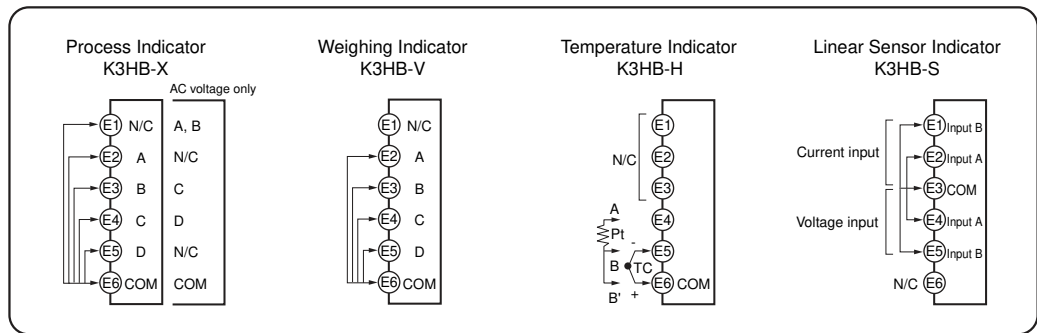 Process Indicator
K3HB-X
AC voltage only
E1 N/C A, B
E2 A N/C
E3 B C
E4 C D
E5 D N/C
E6 COM COM
Weighing Indicator
K3HB-V
E1 N/C
E2 A
E3 B
E4 C
E5 D
E6 COM
Temperature Indicator
K3HB-H
E1
N/C E2
E3
A E4
Pt
- E5
B TC
B' + E6 COM
Linear Sensor Indicator
K3HB-S
E1 Input B
Current input
E2 Input A
E3 COM
Voltage input
E4 Input A
E5 Input B
N/C E6